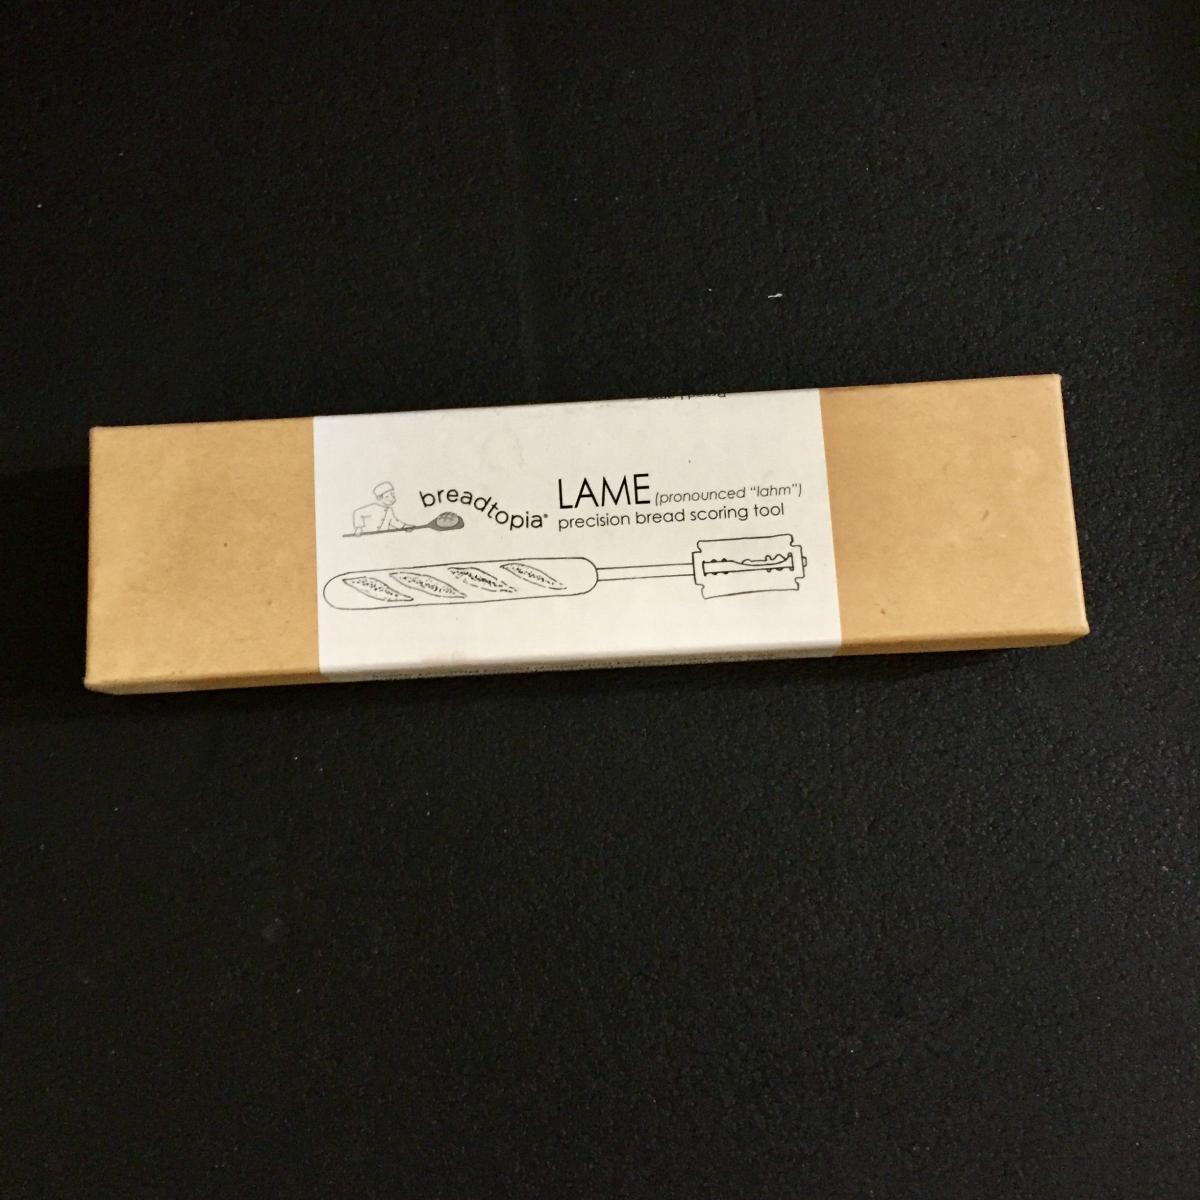 breadtopia®
LAME (pronounced "lahm")
precision bread scoring tool